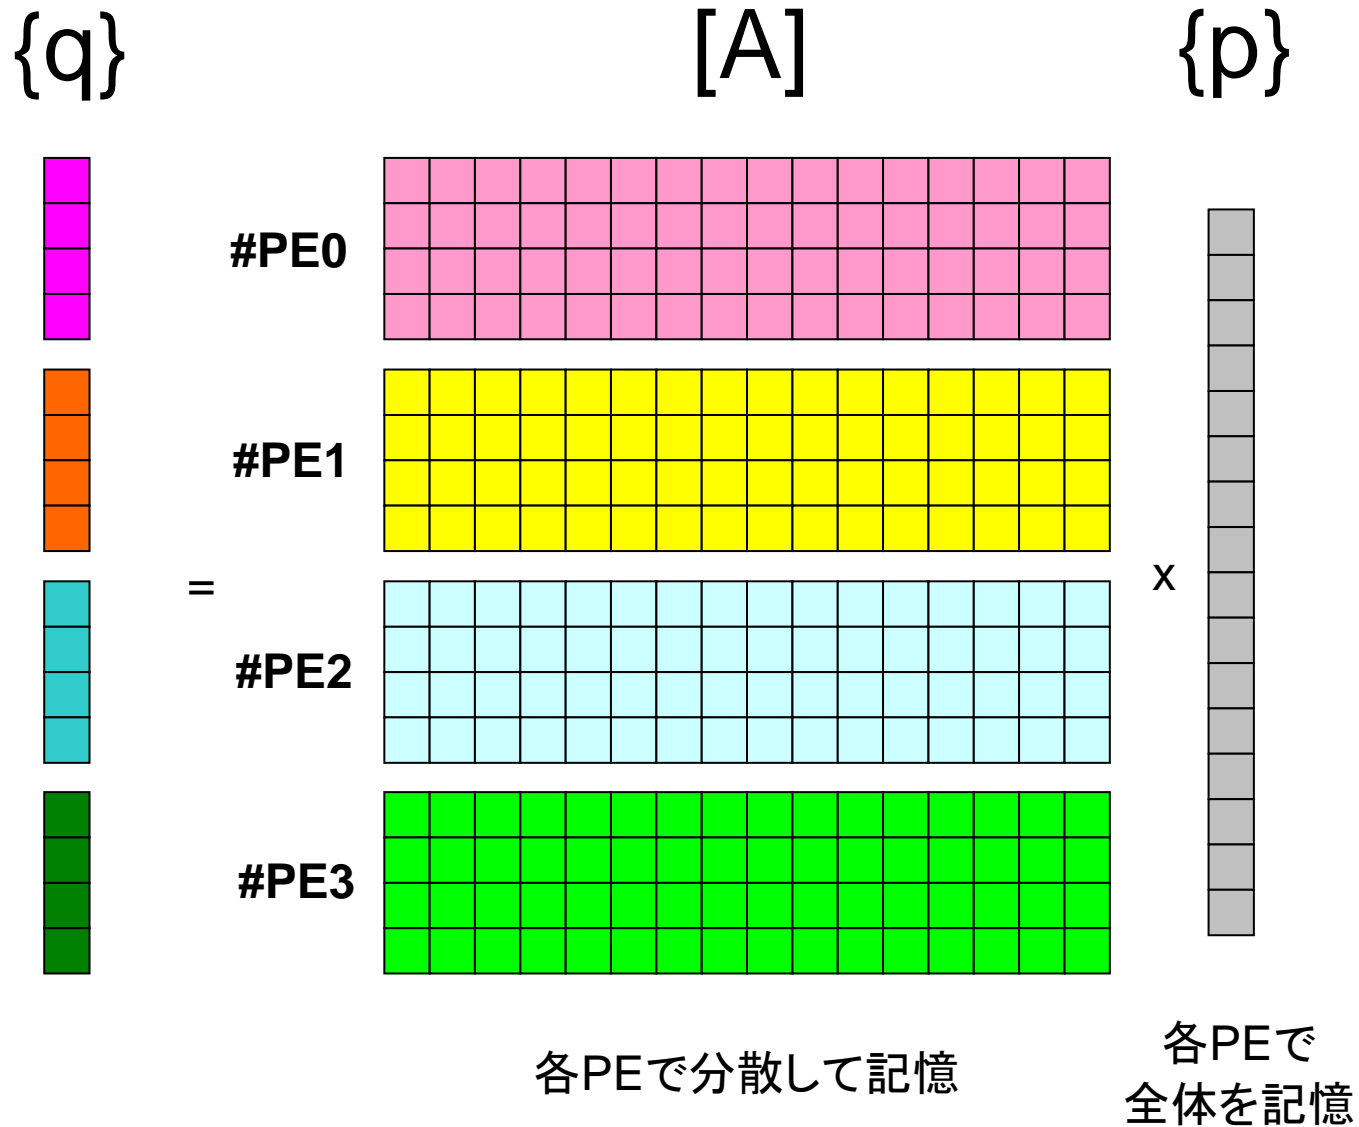 {q} [A] {p}
#PE0
#PE1
=
x
#PE2
#PE3
各PEで分散して記憶
各PEで
全体を記憶